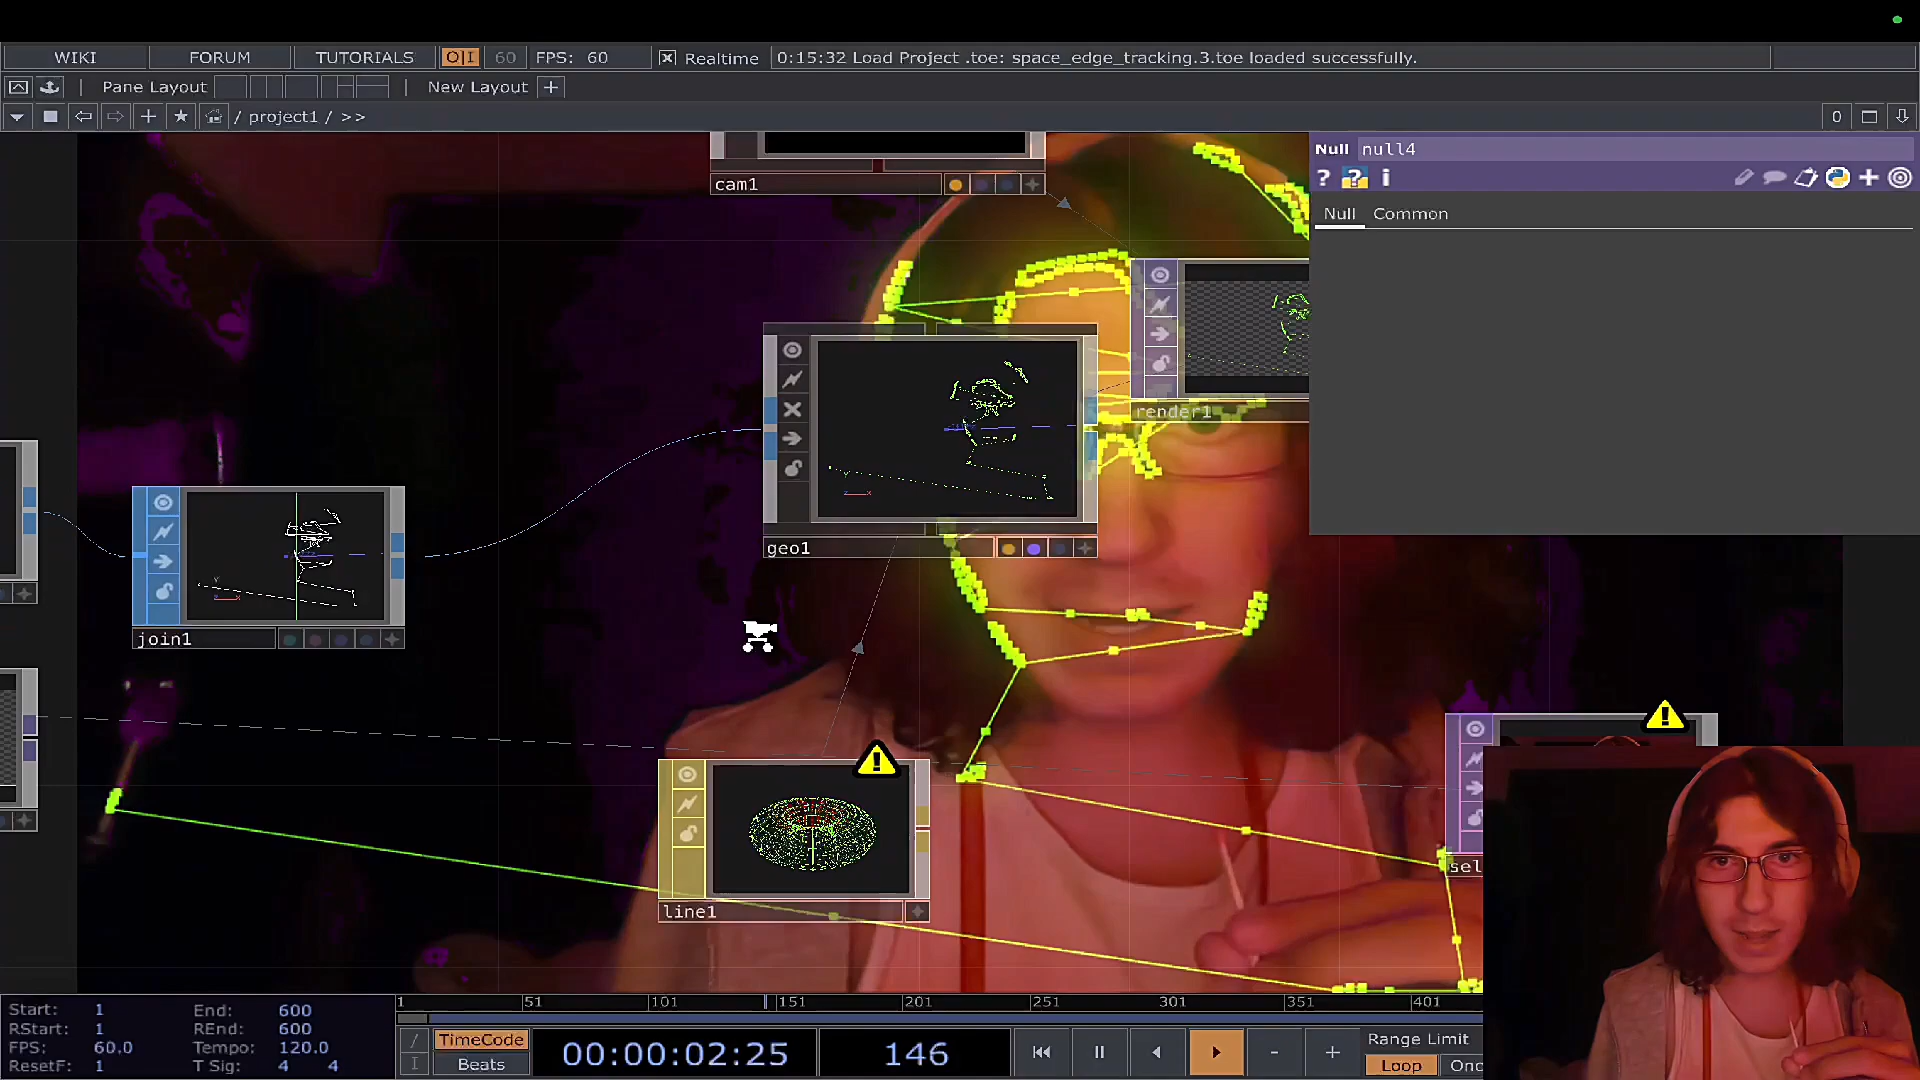 WIKI FORUM TUTORIALS O|I 60 FPS: 60 Realtime 0:15:32 Load Project .toe: space_edge_tracking.3.toe loaded successfully.
Pane Layout New Layout +
/ project1 / >> 0
Null null4
? ? i
Null Common
cam1
render1
geo1
join1
line1
sel
Start: 1 End: 600
RStart: 1 REnd: 600
FPS: 60.0 Tempo: 120.0
ResetF: 1 T Sig: 4 4
1 51 101 151 201 251 301 351 401
TimeCode
Beats
00:00:02:25
146
- +
Range Limit
Loop Onc